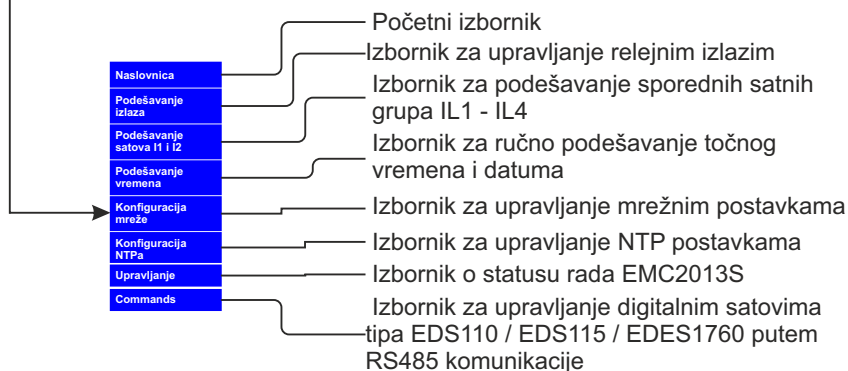 Početni izbornik
Izbornik za upravljanje relejnim izlazim
Izbornik za podešavanje sporednih satnih
grupa IL1 - IL4
Izbornik za ručno podešavanje točnog
vremena i datuma
Izbornik za upravljanje mrežnim postavkama
Izbornik za upravljanje NTP postavkama
Izbornik o statusu rada EMC2013S
Izbornik za upravljanje digitalnim satovima
tipa EDS110 / EDS115 / EDES1760 putem
RS485 komunikacije
Naslovnica
Podešavanje
izlaza
Podešavanje
satova I1 i I2
Podešavanje
vremena
Konfiguracija
mreže
Konfiguracija
NTPa
Upravljanje
Commands